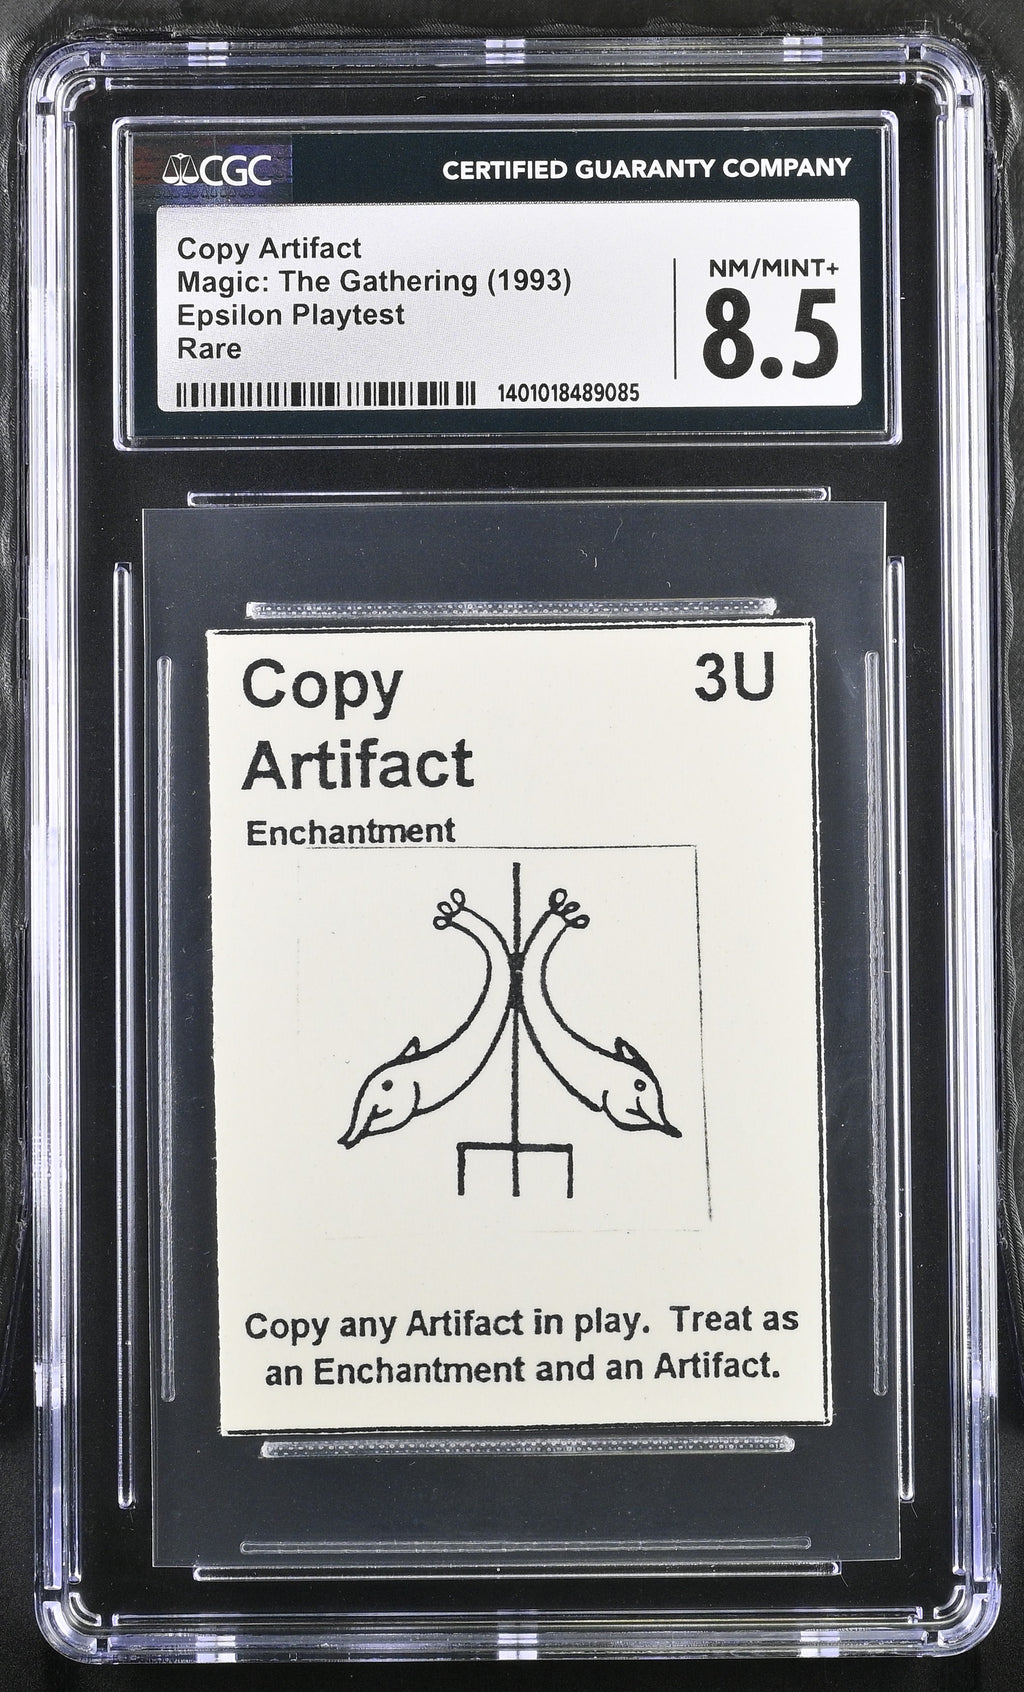 CGC
CERTIFIED GUARANTY COMPANY
Copy Artifact
Magic: The Gathering (1993)
Epsilon Playtest
Rare
1401018489085
NM/MINT+
8.5
Copy 3U
Artifact
Enchantment
Copy any Artifact in play. Treat as
an Enchantment and an Artifact.